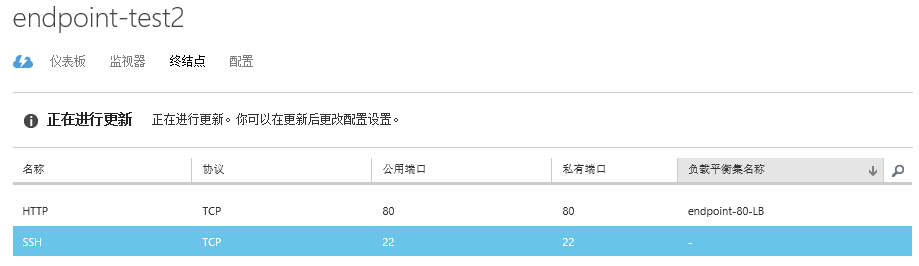 endpoint-test2
仪表板 监视器 终结点 配置
正在进行更新 正在进行更新。你可以在更新后更改配置设置。
名称 协议 公用端口 私有端口 负载平衡集名称
HTTP TCP 80 80 endpoint-80-LB
SSH TCP 22 22 -